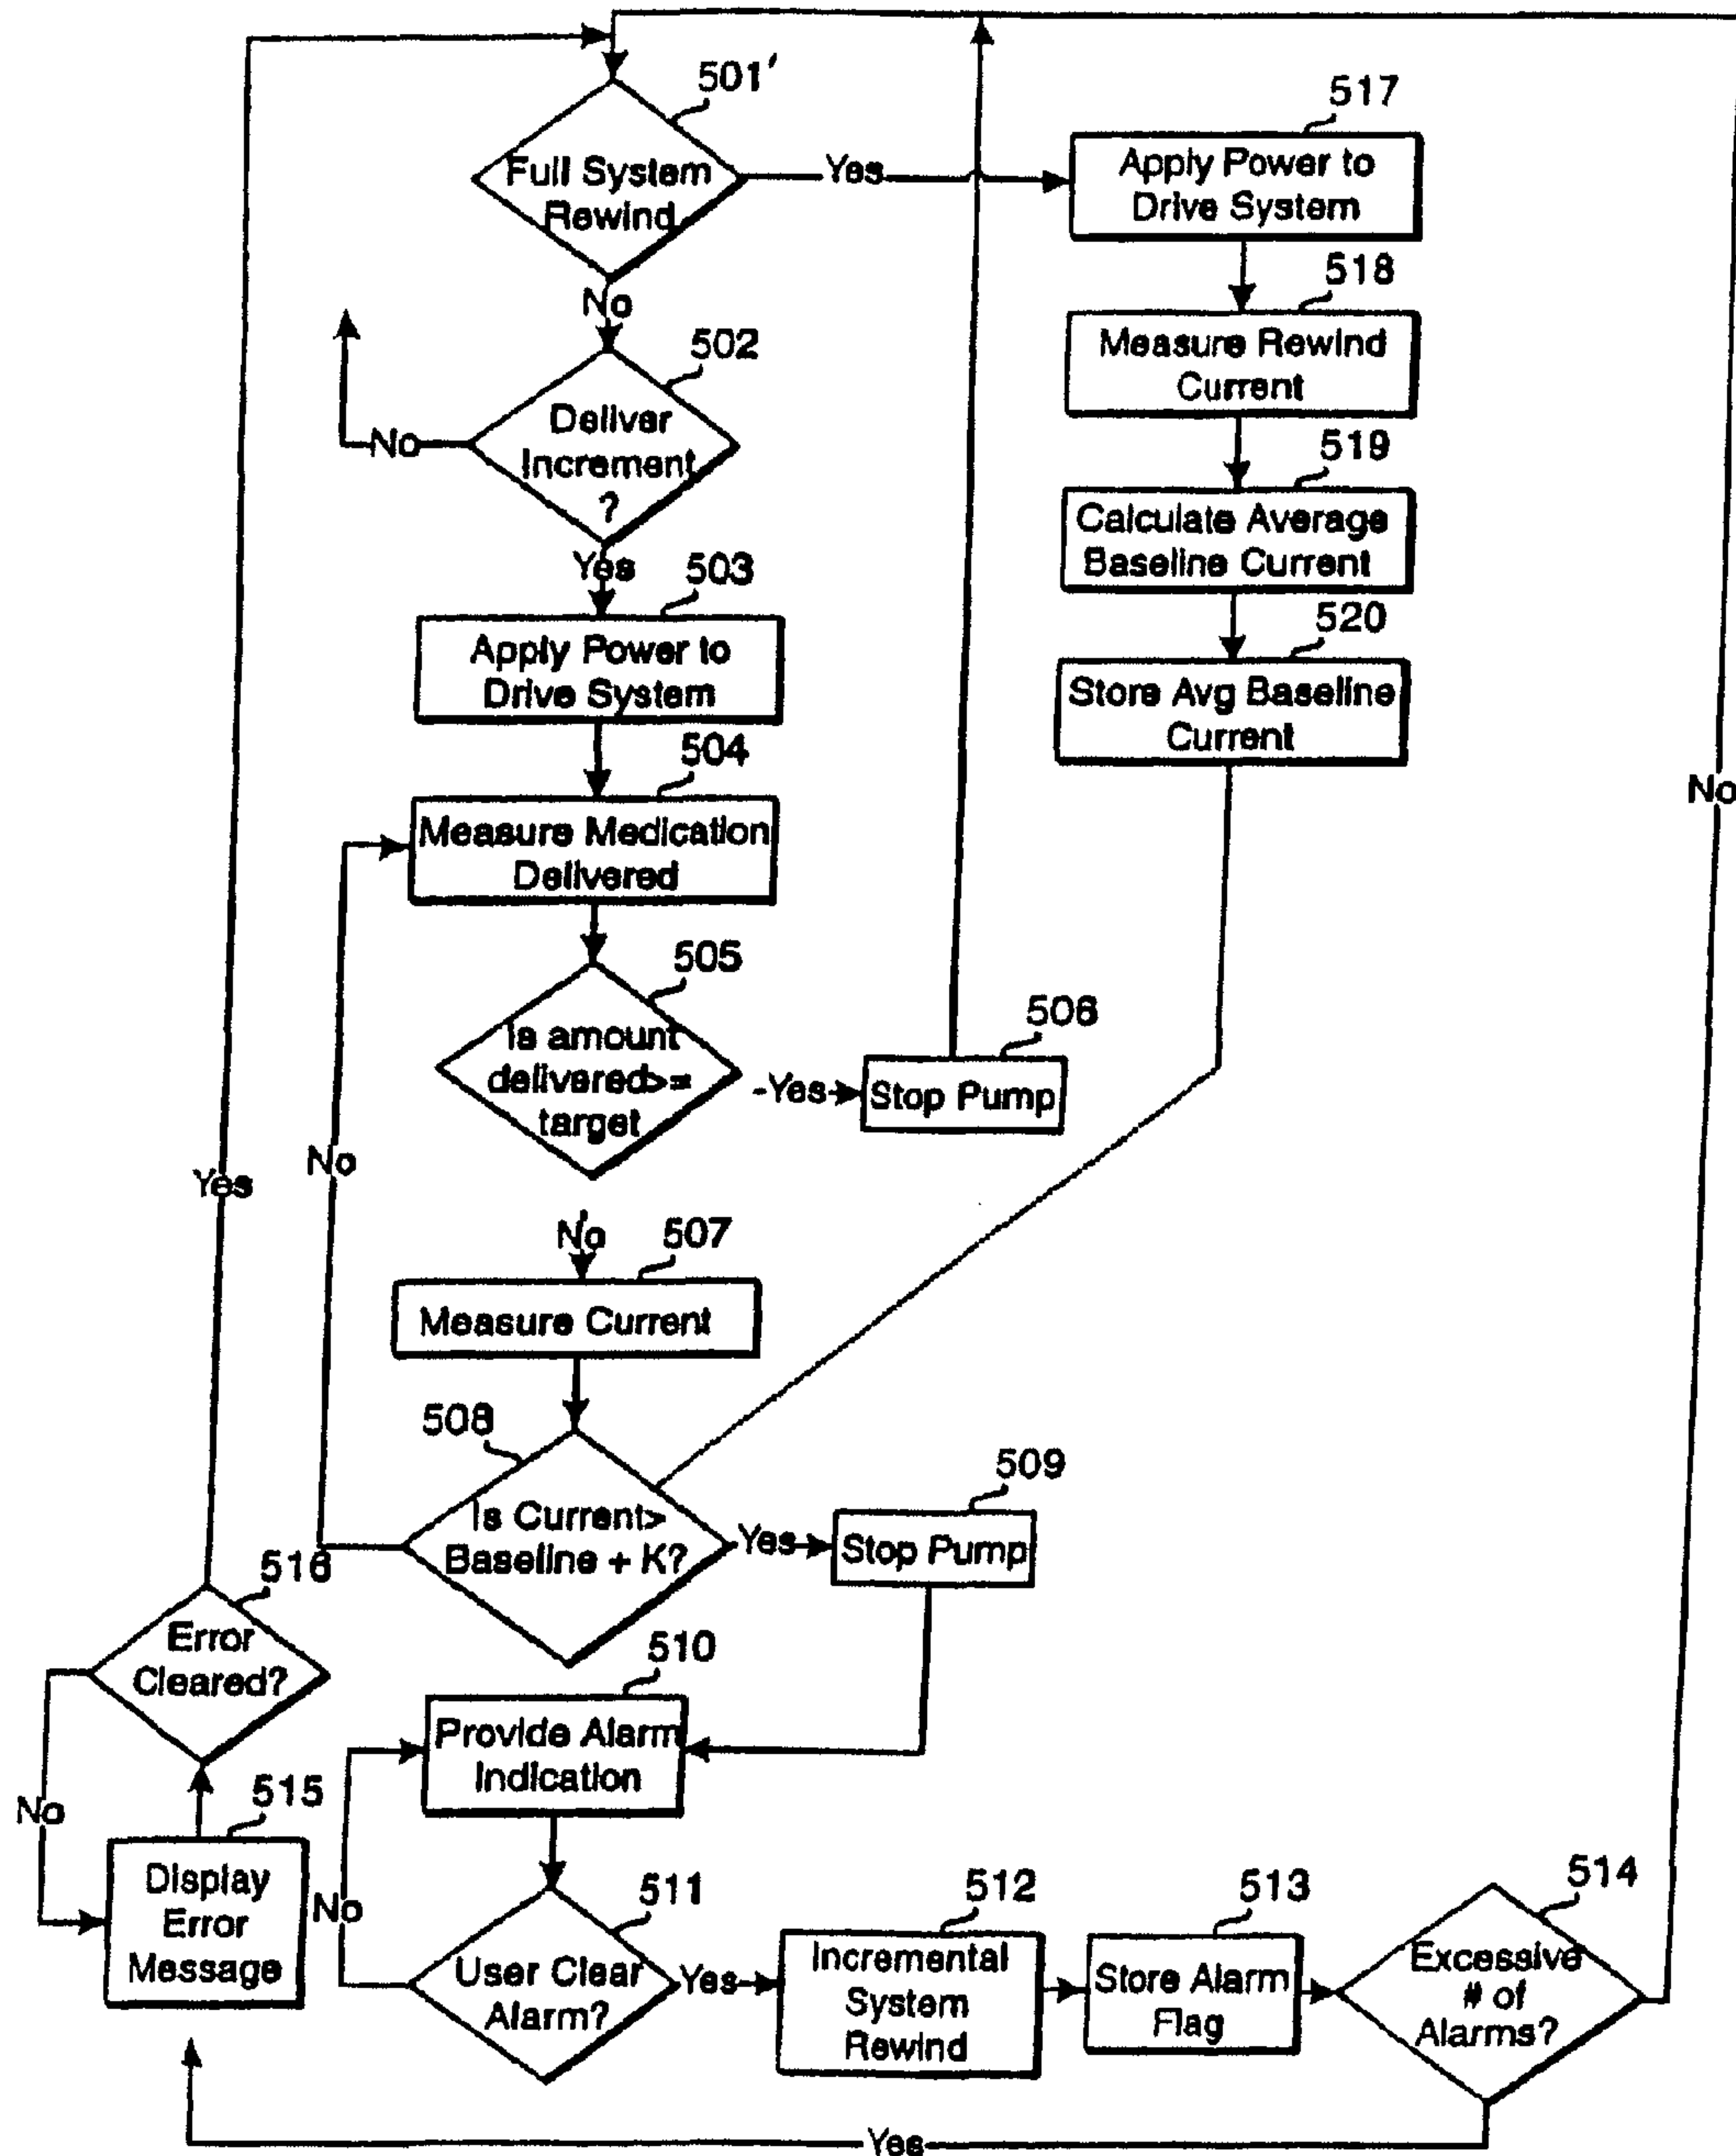 501'
Full System
Rewind
Yes
517
Apply Power to
Drive System
No
518
Measure Rewind
Current
502
Deliver
Increment
?
No
519
Calculate Average
Baseline Current
Yes
503
Apply Power to
Drive System
520
Store Avg Baseline
Current
504
Measure Medication
Delivered
No
505
Is amount
delivered>=
target
Yes
506
Stop Pump
No
Yes
No
507
Measure Current
508
Is Current>
Baseline + K?
Yes
509
Stop Pump
516
Error
Cleared?
510
Provide Alarm
Indication
No
515
Display
Error
Message
No
511
User Clear
Alarm?
Yes
512
Incremental
System
Rewind
513
Store Alarm
Flag
514
Excessive
# of
Alarms?
Yes